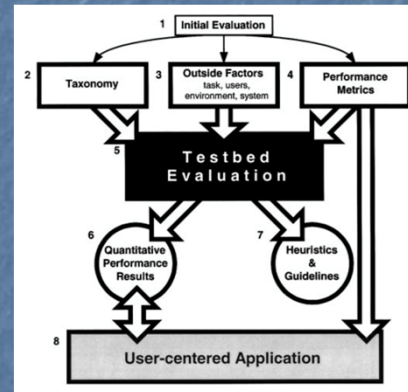 1 Initial Evaluation
2 Taxonomy
3 Outside Factors
task, users,
environment, system
4 Performance
Metrics
5 Testbed
Evaluation
6 Quantitative
Performance
Results
7 Heuristics
&
Guidelines
8 User-centered Application